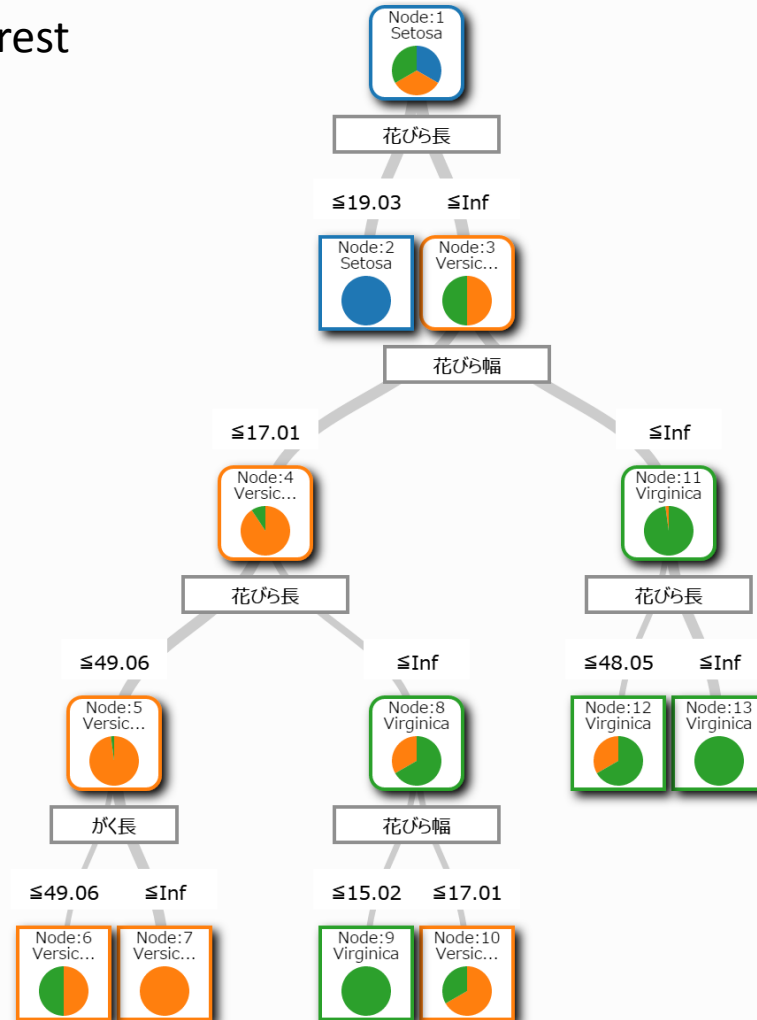 rest
Node:1
Setosa
花びら長
≦19.03
≦Inf
Node:2
Setosa
Node:3
Versic...
花びら幅
≦17.01
≦Inf
Node:4
Versic...
Node:11
Virginica
花びら長
花びら長
≦49.06
≦Inf
≦48.05
≦Inf
Node:5
Versic...
Node:8
Virginica
Node:12
Virginica
Node:13
Virginica
がく長
花びら幅
≦49.06
≦Inf
≦15.02
≦17.01
Node:6
Versic...
Node:7
Versic...
Node:9
Virginica
Node:10
Versic...